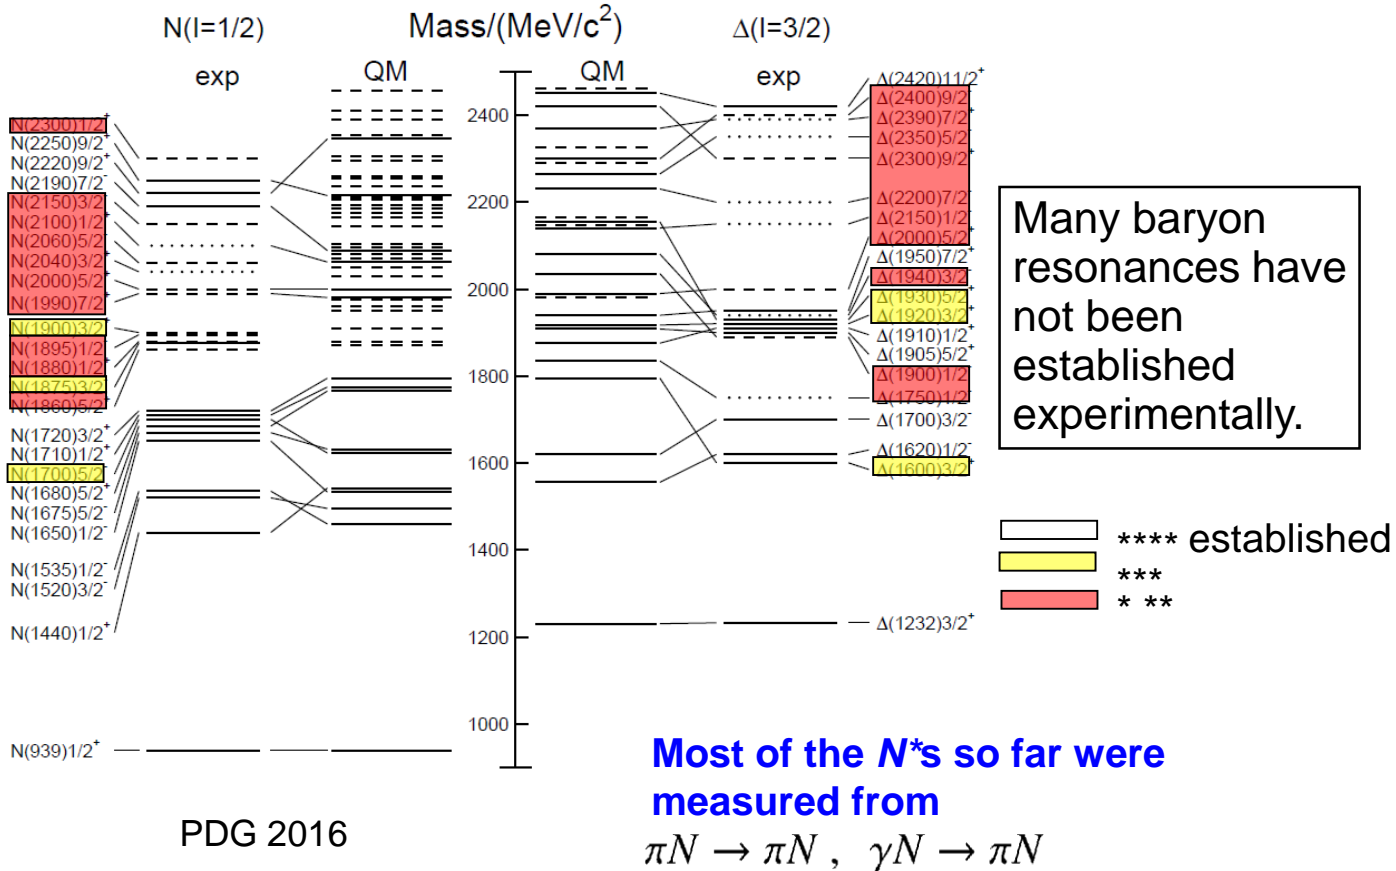 N(I=1/2)
Mass/(MeV/c²)
Δ(I=3/2)
exp
QM
QM
exp
N(2300)1/2⁺
N(2250)9/2⁻
N(2220)9/2⁺
N(2190)7/2⁻
N(2150)3/2⁻
N(2100)1/2⁺
N(2060)5/2⁻
N(2040)3/2⁺
N(2000)5/2⁺
N(1990)7/2⁺
N(1900)3/2⁺
N(1895)1/2⁻
N(1880)1/2⁺
N(1875)3/2⁻
N(1860)5/2⁺
N(1720)3/2⁺
N(1710)1/2⁺
N(1700)5/2⁻
N(1680)5/2⁺
N(1675)5/2⁻
N(1650)1/2⁻
N(1535)1/2⁻
N(1520)3/2⁻
N(1440)1/2⁺
N(939)1/2⁺
2400
2200
2000
1800
1600
1400
1200
1000
Δ(2420)11/2⁺
Δ(2400)9/2⁻
Δ(2390)7/2⁺
Δ(2350)5/2⁻
Δ(2300)9/2⁺
Δ(2200)7/2⁻
Δ(2150)1/2⁻
Δ(2000)5/2⁺
Δ(1950)7/2⁺
Δ(1940)3/2⁻
Δ(1930)5/2⁻
Δ(1920)3/2⁺
Δ(1910)1/2⁺
Δ(1905)5/2⁺
Δ(1900)1/2⁻
Δ(1750)1/2⁺
Δ(1700)3/2⁻
Δ(1620)1/2⁻
Δ(1600)3/2⁺
Δ(1232)3/2⁺
Many baryon
resonances have
not been
established
experimentally.
**** established
***
* **
Most of the N*s so far were
measured from
πN → πN , γN → πN
PDG 2016